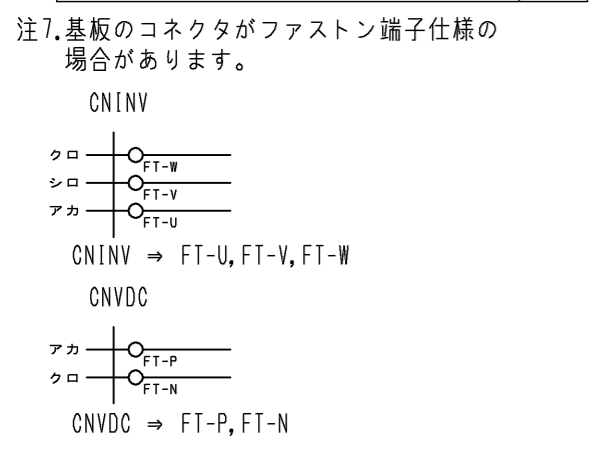 注7.基板のコネクタがファストン端子仕様の
場合があります。
CNINV
クロ FT-W
シロ FT-V
アカ FT-U
CNINV ⇒ FT-U,FT-V,FT-W
CNVDC
アカ FT-P
クロ FT-N
CNVDC ⇒ FT-P,FT-N